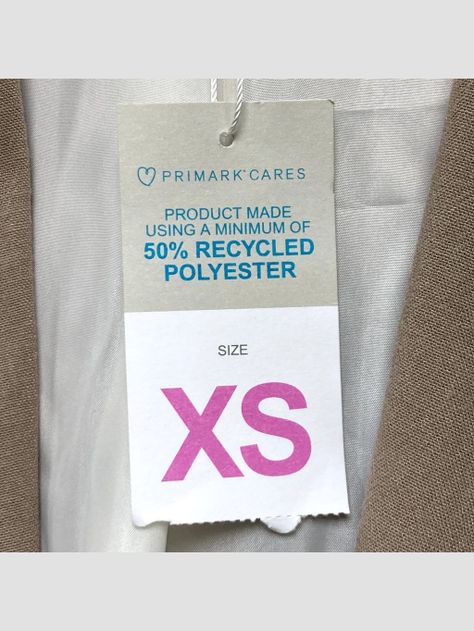 PRIMARK® CARES
PRODUCT MADE
USING A MINIMUM OF
50% RECYCLED
POLYESTER
SIZE
XS